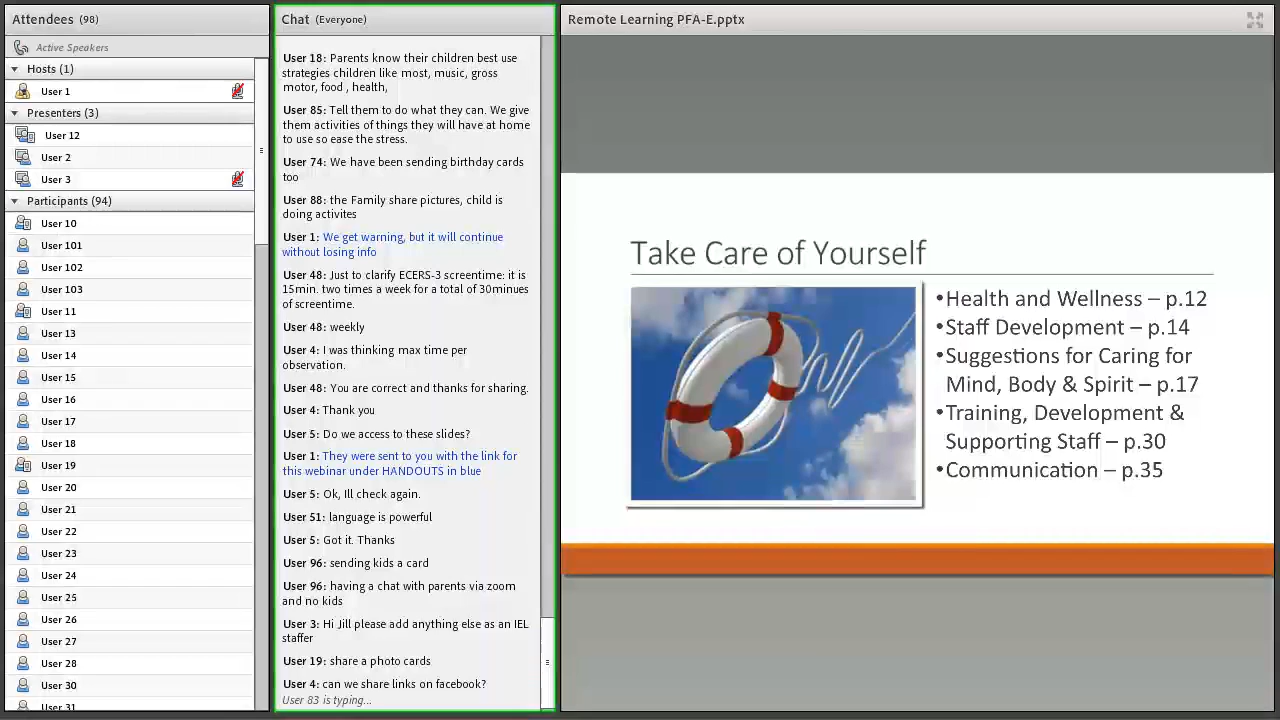 Attendees (98)
Active Speakers
Hosts (1)
User 1
Presenters (3)
User 12
User 2
User 3
Participants (94)
User 10
User 101
User 102
User 103
User 11
User 13
User 14
User 15
User 16
User 17
User 18
User 19
User 20
User 21
User 22
User 23
User 24
User 25
User 26
User 27
User 28
User 30
User 31
Chat (Everyone)
User 18: Parents know their children best use
strategies children like most, music, gross
motor, food , health,
User 85: Tell them to do what they can. We give
them activities of things they will have at home
to use so ease the stress.
User 74: We have been sending birthday cards
too
User 88: the Family share pictures, child is
doing activites
User 1: We get warning, but it will continue
without losing info
User 48: Just to clarify ECERS-3 screentime: it is
15min. two times a week for a total of 30minues
of screentime.
User 48: weekly
User 4: I was thinking max time per
observation.
User 48: You are correct and thanks for sharing.
User 4: Thank you
User 5: Do we access to these slides?
User 1: They were sent to you with the link for
this webinar under HANDOUTS in blue
User 5: Ok, Ill check again.
User 51: language is powerful
User 5: Got it. Thanks
User 96: sending kids a card
User 96: having a chat with parents via zoom
and no kids
User 3: Hi Jill please add anything else as an IEL
staffer
User 19: share a photo cards
User 4: can we share links on facebook?
User 83 is typing...
Remote Learning PFA-E.pptx
Take Care of Yourself
•Health and Wellness – p.12
•Staff Development – p.14
•Suggestions for Caring for
Mind, Body & Spirit – p.17
•Training, Development &
Supporting Staff – p.30
•Communication – p.35